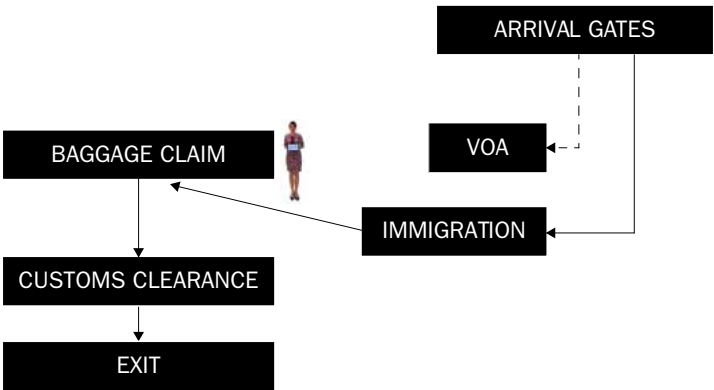 ARRIVAL GATES
VOA
BAGGAGE CLAIM
IMMIGRATION
CUSTOMS CLEARANCE
EXIT